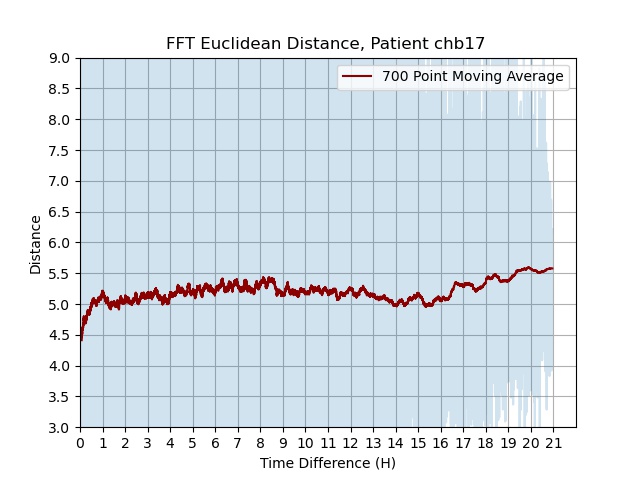 FFT Euclidean Distance, Patient chb17
700 Point Moving Average
Distance
9.0
8.5
8.0
7.5
7.0
6.5
6.0
5.5
5.0
4.5
4.0
3.5
3.0
0 1 2 3 4 5 6 7 8 9 10 11 12 13 14 15 16 17 18 19 20 21
Time Difference (H)